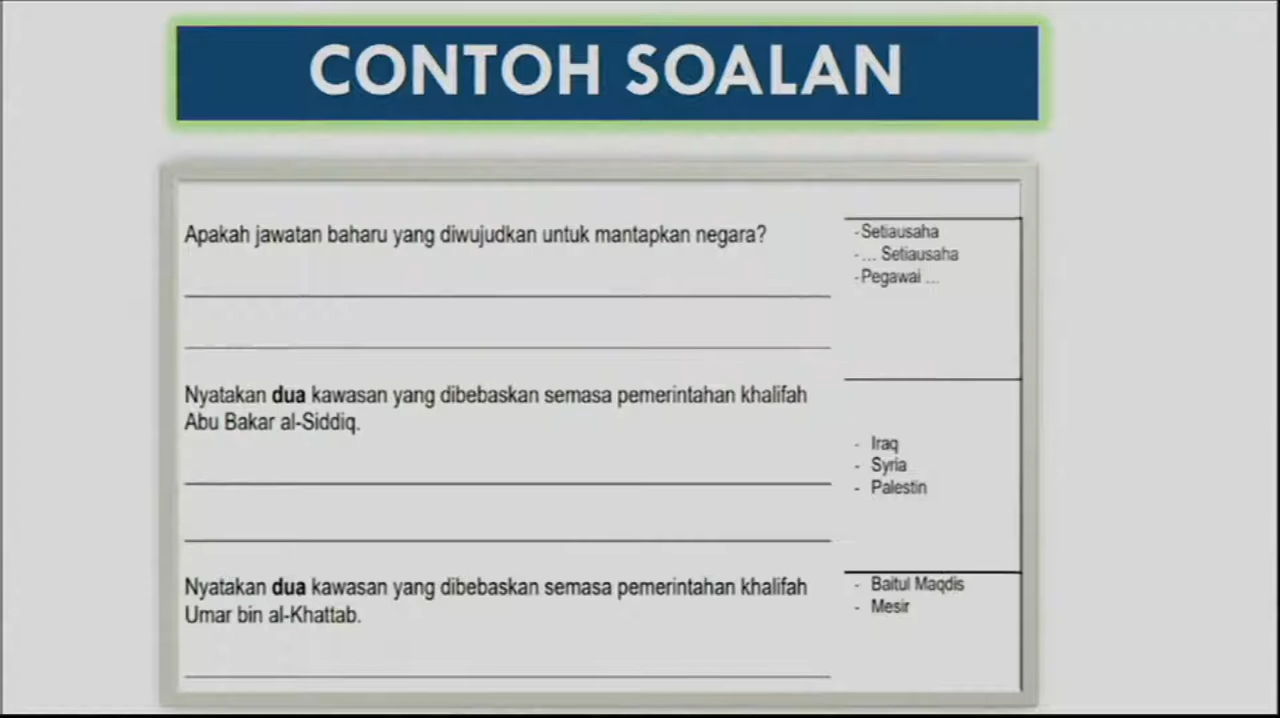 CONTOH SOALAN
Apakah jawatan baharu yang diwujudkan untuk mantapkan negara?
-Setiausaha
-... Setiausaha
-Pegawai ...
Nyatakan dua kawasan yang dibebaskan semasa pemerintahan khalifah
Abu Bakar al-Siddiq.
- Iraq
- Syria
- Palestin
Nyatakan dua kawasan yang dibebaskan semasa pemerintahan khalifah
Umar bin al-Khattab.
- Baitul Maqdis
- Mesir